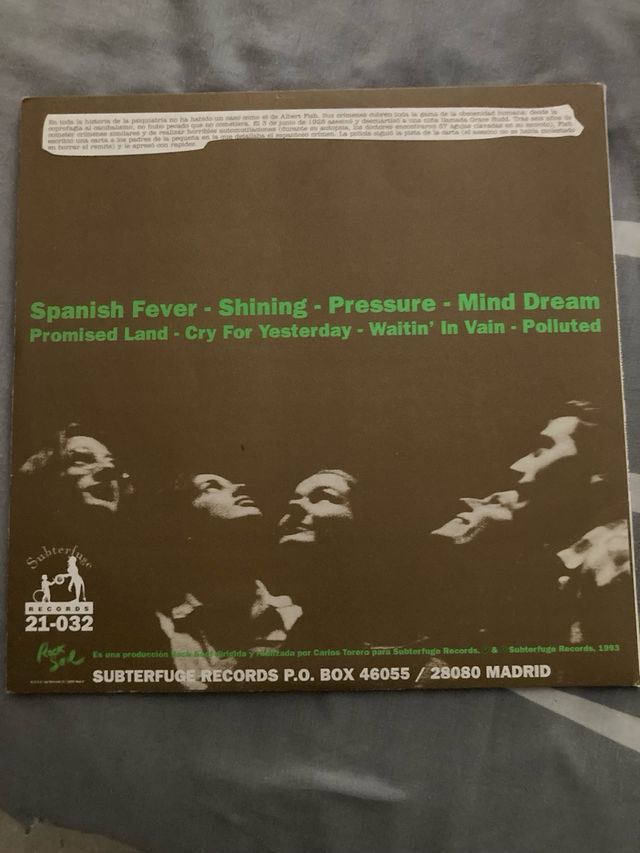 En toda la historia de la psiquiatría no ha habido un caso como el de Albert Fish. Sus crímenes cubren toda la gama de la obscenidad humana: desde la
coprofagia al canibalismo, no hubo pecado que no cometiera. El 3 de junio de 1928 asesinó y descuartizó a una niña llamada Grace Budd. Tras seis años de
cometer crímenes similares y de realizar horribles automutilaciones (durante su autopsia, los doctores encontraron 27 agujas clavadas en su escroto), Fish
escribió una carta a los padres de la pequeña en la que detallaba el espantoso crimen. La policía siguió la pista de la carta (el asesino no se había molestado
en borrar el remite) y le apresó con rapidez.
Spanish Fever - Shining - Pressure - Mind Dream
Promised Land - Cry For Yesterday - Waitin' In Vain - Polluted
Subterfuge
RECORDS
21-032
Rock Soul
Es una producción Rock Soul dirigida y realizada por Carlos Torero para Subterfuge Records. &  Subterfuge Records, 1993
SUBTERFUGE RECORDS P.O. BOX 46055 / 28080 MADRID